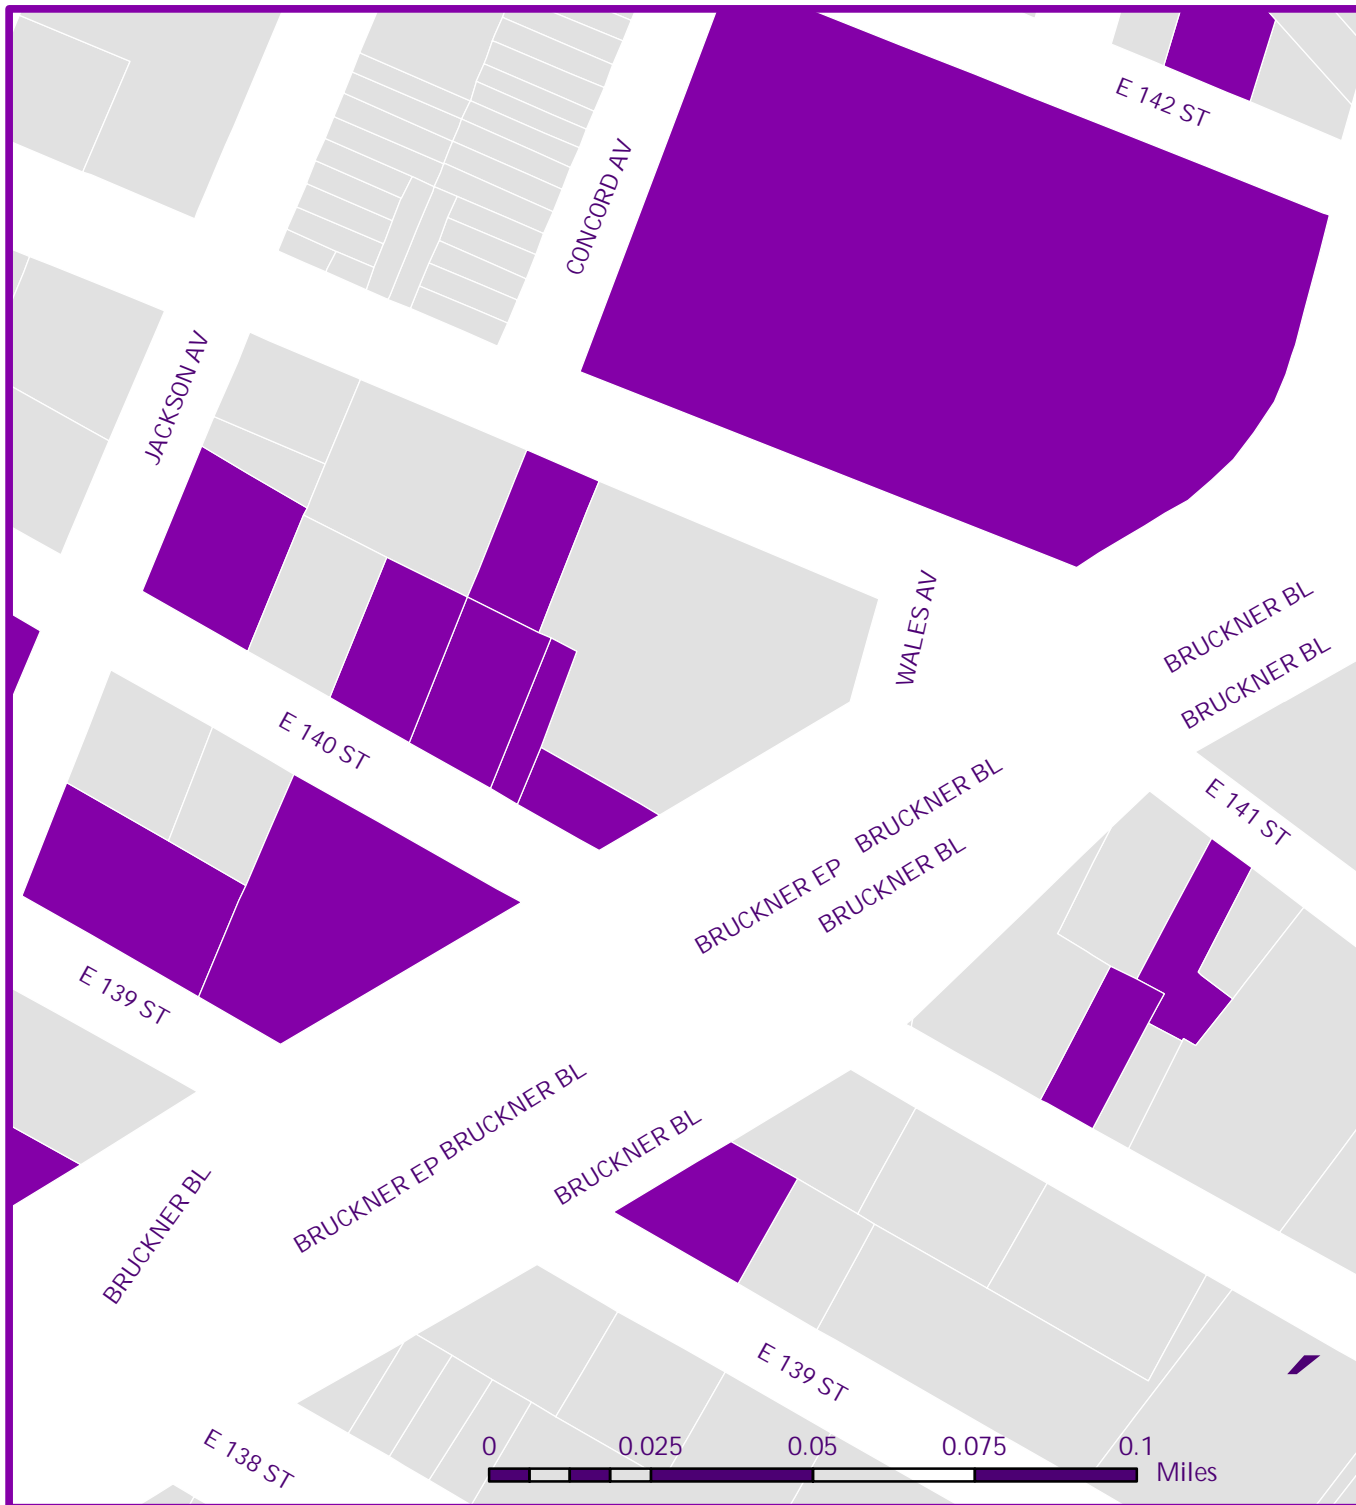 E 142 ST
CONCORD AV
JACKSON AV
WALES AV
BRUCKNER BL
BRUCKNER BL
E 140 ST
BRUCKNER BL
E 141 ST
BRUCKNER EP
BRUCKNER BL
E 139 ST
BRUCKNER BL
BRUCKNER EP
BRUCKNER BL
BRUCKNER BL
E 139 ST
E 138 ST
0 0.025 0.05 0.075 0.1
Miles